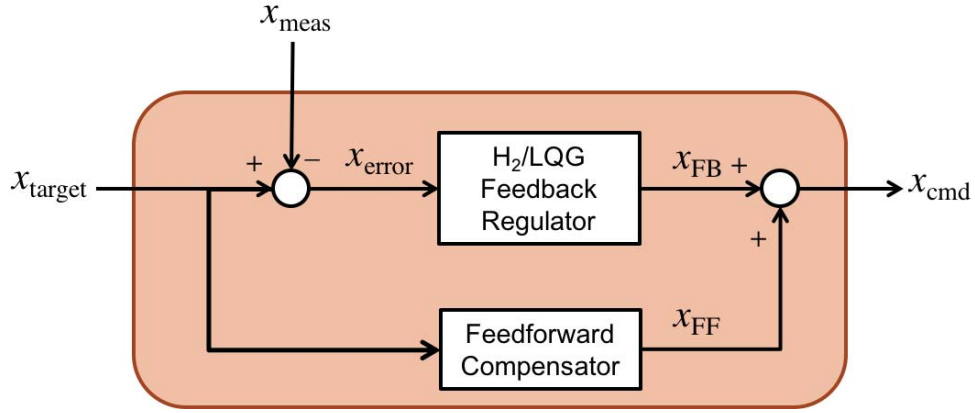 x_meas
x_target
+
−
x_error
H₂/LQG
Feedback
Regulator
x_FB
+
x_cmd
+
Feedforward
Compensator
x_FF